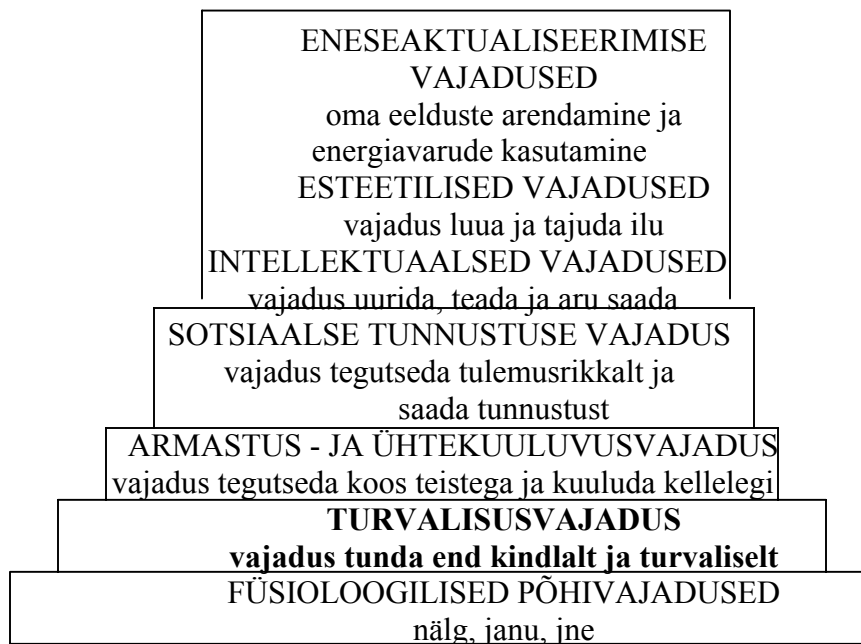 ENESEAKTUALISEERIMISE
VAJADUSED
oma eelduste arendamine ja
energiavarude kasutamine
ESTEETILISED VAJADUSED
vajadus luua ja tajuda ilu
INTELLEKTUAALSED VAJADUSED
vajadus uurida, teada ja aru saada
SOTSIAALSE TUNNUSTUSE VAJADUS
vajadus tegutseda tulemusrikkalt ja
saada tunnustust
ARMASTUS - JA ÜHTEKUULUVUSVAJADUS
vajadus tegutseda koos teistega ja kuuluda kellelegi
TURVALISUSVAJADUS
vajadus tunda end kindlalt ja turvaliselt
FÜSIOLOOGILISED PÕHIVAJADUSED
nälg, janu, jne